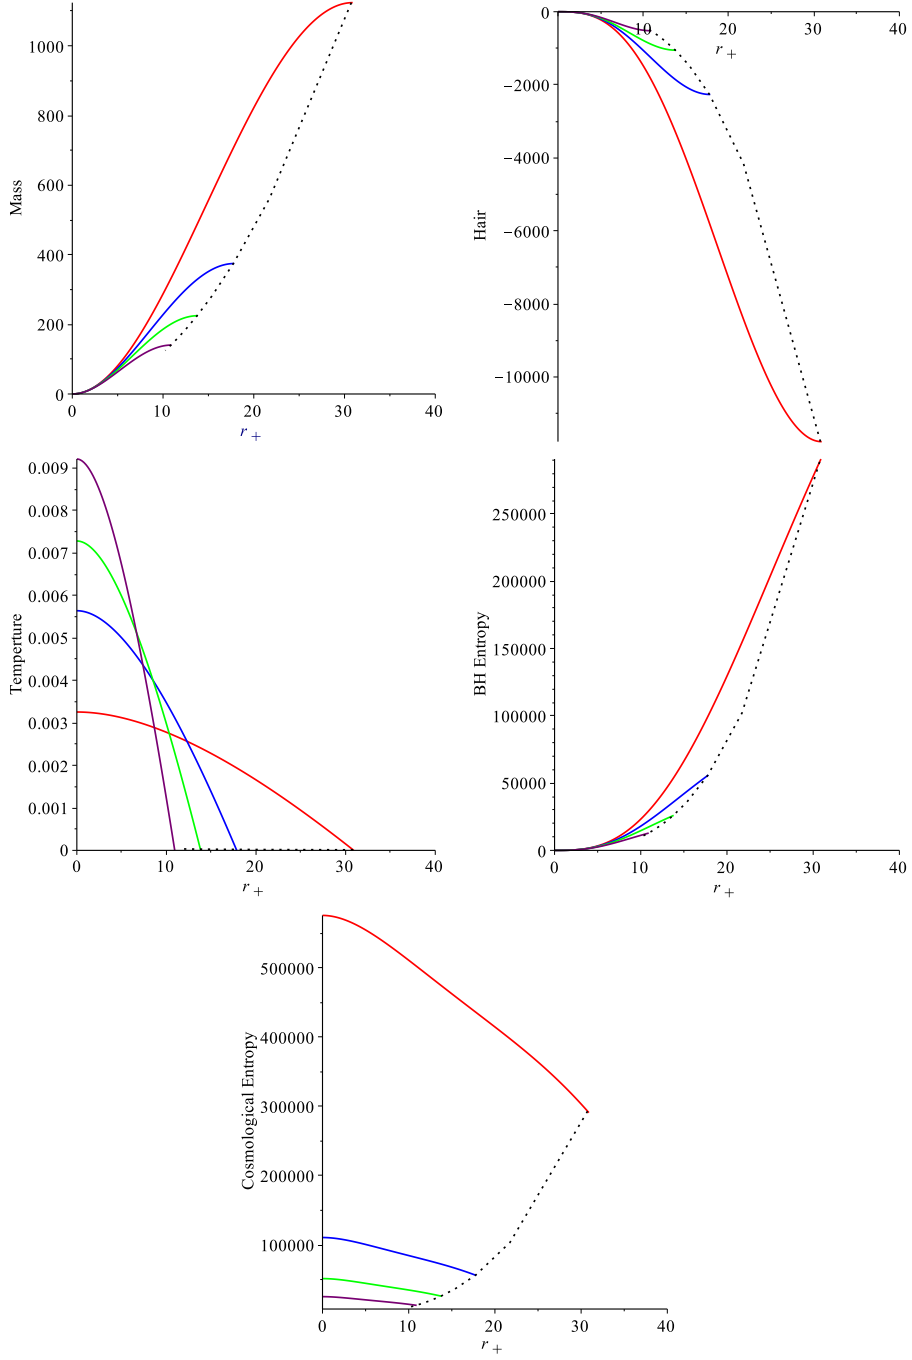 Mass
1000
800
600
400
200
0
0 10 20 30 40
r +
Hair
0
10 20 30 40
r +
−2000
−4000
−6000
−8000
−10000
Temperture
0.009
0.008
0.007
0.006
0.005
0.004
0.003
0.002
0.001
0
0 10 20 30 40
r +
BH Entropy
250000
200000
150000
100000
50000
0
0 10 20 30 40
r +
Cosmological Entropy
500000
400000
300000
200000
100000
0 10 20 30 40
r +